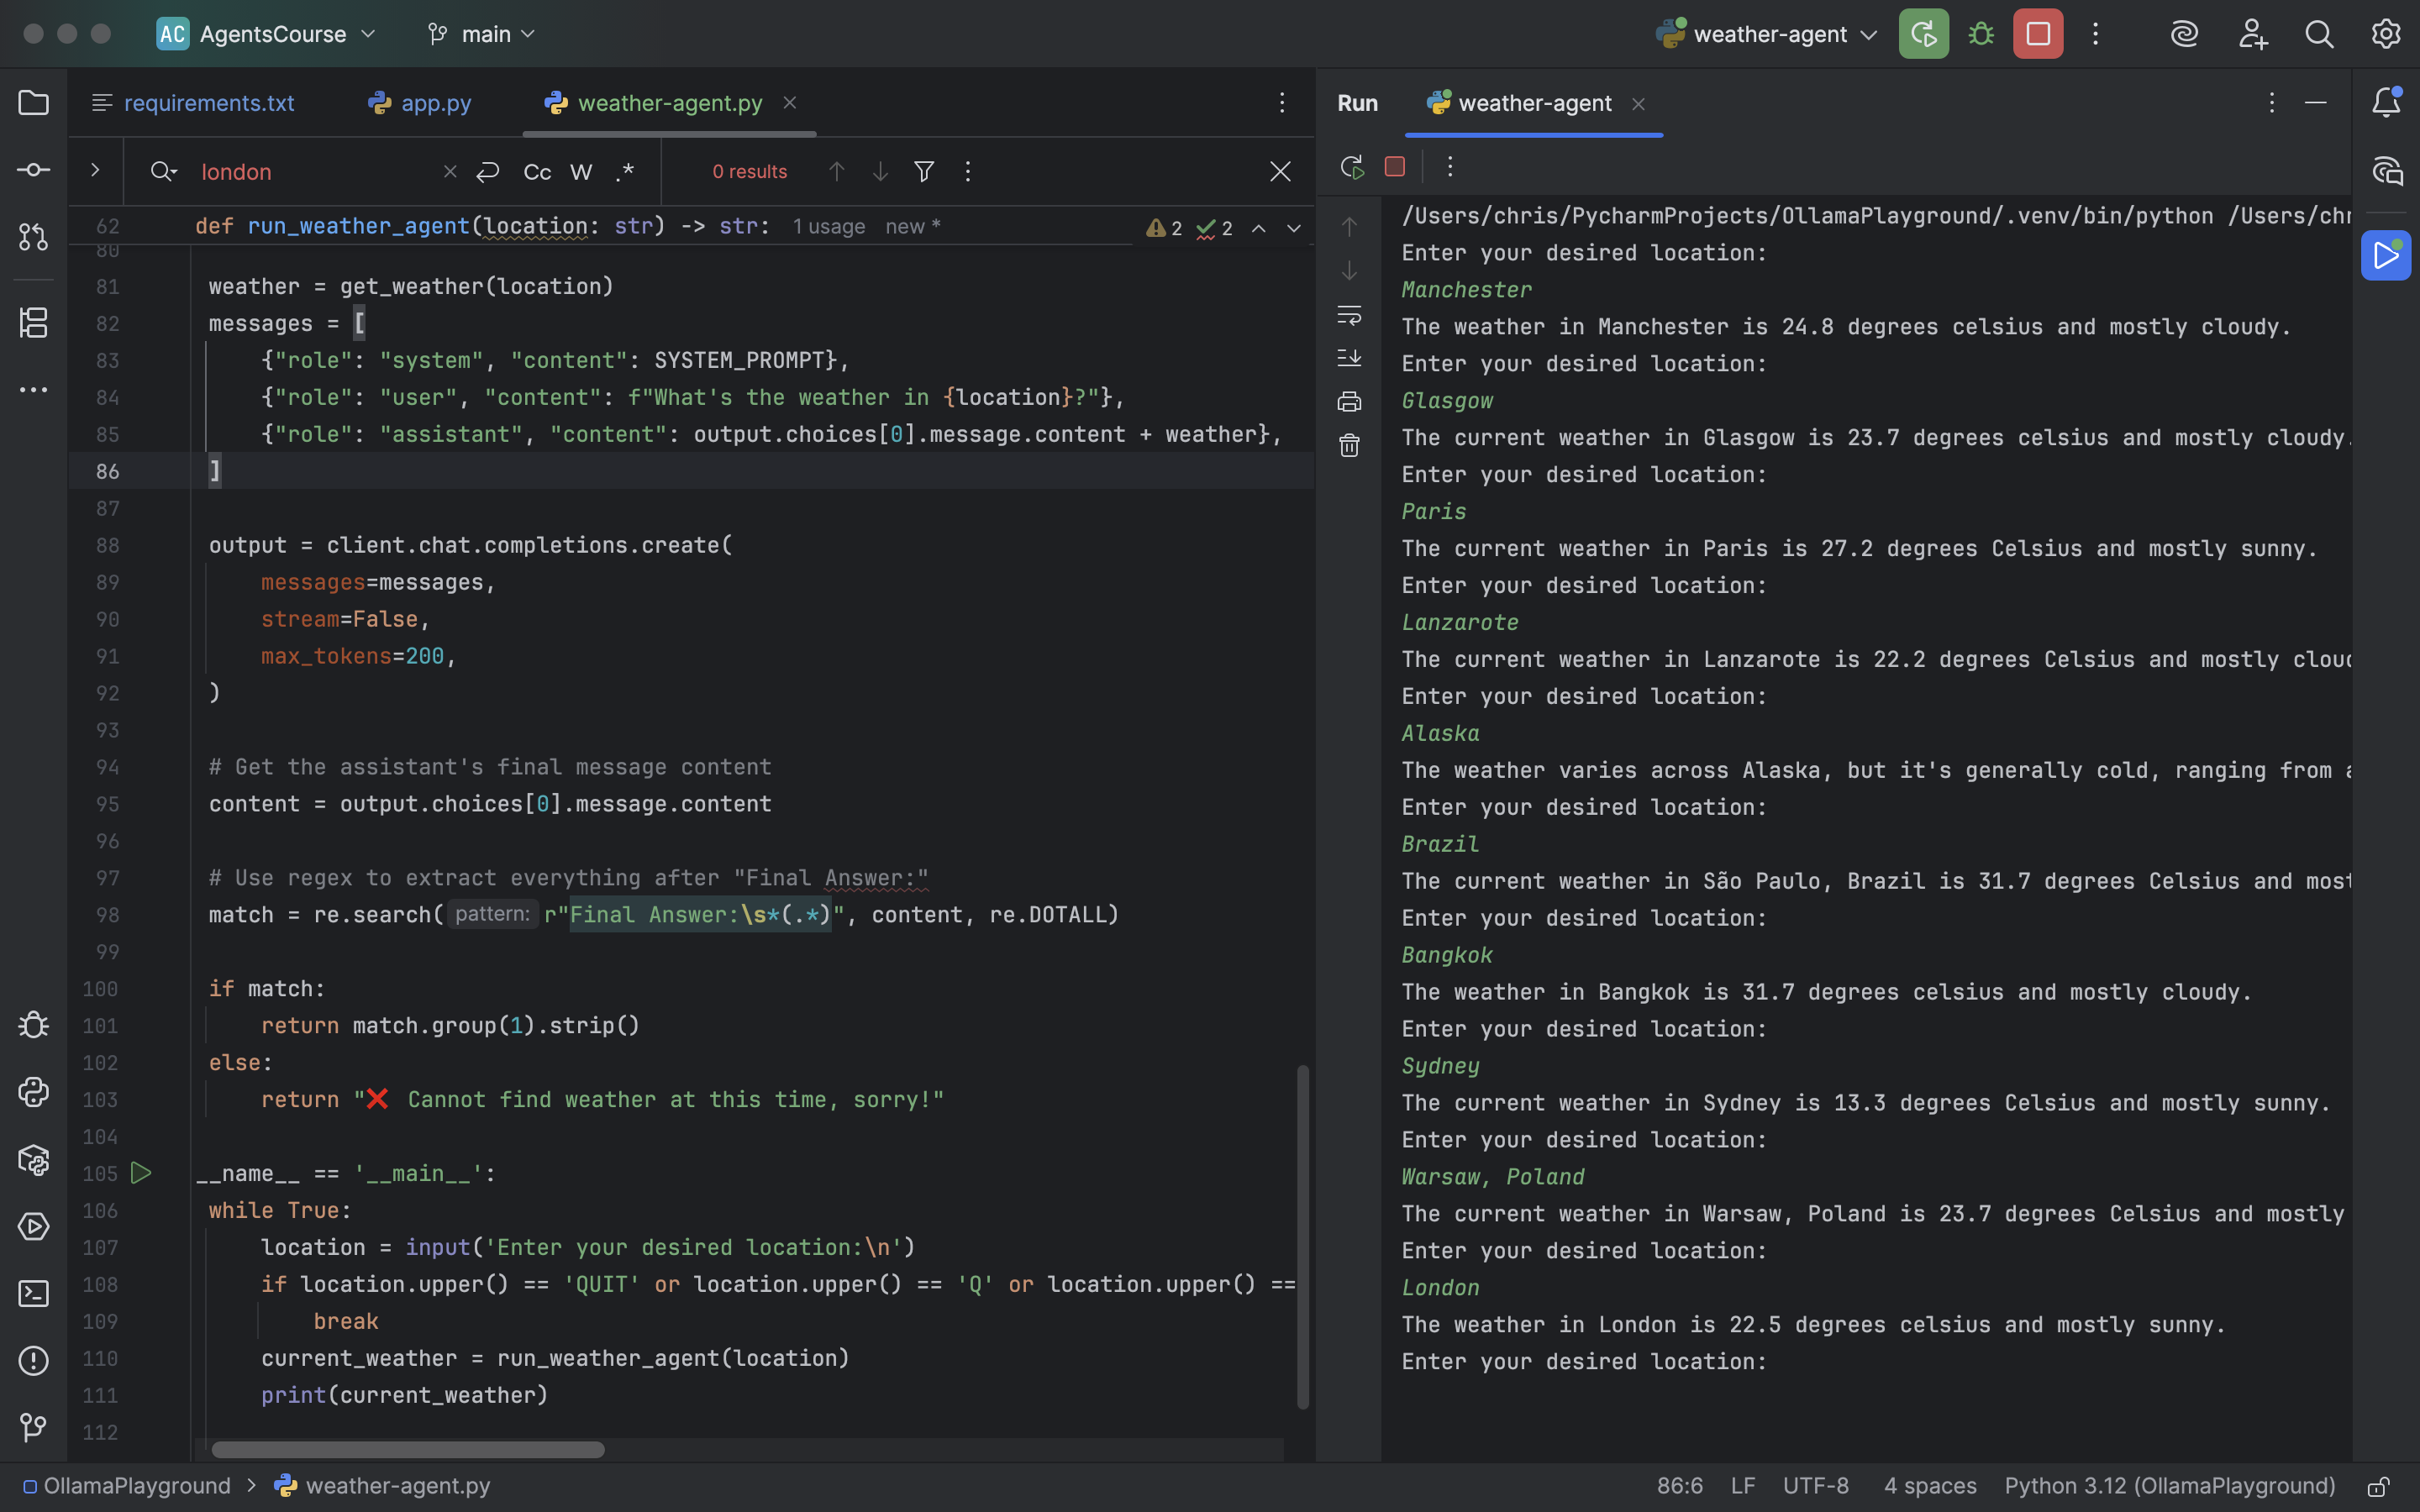 AC AgentsCourse main weather-agent
requirements.txt app.py weather-agent.py
london Cc W .* 0 results
62 def run_weather_agent(location: str) -> str: 1 usage new * 2 2
80
81 weather = get_weather(location)
82 messages = [
83 {"role": "system", "content": SYSTEM_PROMPT},
84 {"role": "user", "content": f"What's the weather in {location}?"},
85 {"role": "assistant", "content": output.choices[0].message.content + weather},
86 ]
87
88 output = client.chat.completions.create(
89 messages=messages,
90 stream=False,
91 max_tokens=200,
92 )
93
94 # Get the assistant's final message content
95 content = output.choices[0].message.content
96
97 # Use regex to extract everything after "Final Answer:"
98 match = re.search( pattern: r"Final Answer:\s*(.*)", content, re.DOTALL)
99
100 if match:
101 return match.group(1).strip()
102 else:
103 return "❌ Cannot find weather at this time, sorry!"
104
105 __name__ == '__main__':
106 while True:
107 location = input('Enter your desired location:\n')
108 if location.upper() == 'QUIT' or location.upper() == 'Q' or location.upper() ==
109 break
110 current_weather = run_weather_agent(location)
111 print(current_weather)
112
Run weather-agent
/Users/chris/PycharmProjects/OllamaPlayground/.venv/bin/python /Users/chr
Enter your desired location:
Manchester
The weather in Manchester is 24.8 degrees celsius and mostly cloudy.
Enter your desired location:
Glasgow
The current weather in Glasgow is 23.7 degrees celsius and mostly cloudy.
Enter your desired location:
Paris
The current weather in Paris is 27.2 degrees Celsius and mostly sunny.
Enter your desired location:
Lanzarote
The current weather in Lanzarote is 22.2 degrees Celsius and mostly clou
Enter your desired location:
Alaska
The weather varies across Alaska, but it's generally cold, ranging from a
Enter your desired location:
Brazil
The current weather in São Paulo, Brazil is 31.7 degrees Celsius and most
Enter your desired location:
Bangkok
The weather in Bangkok is 31.7 degrees celsius and mostly cloudy.
Enter your desired location:
Sydney
The current weather in Sydney is 13.3 degrees Celsius and mostly sunny.
Enter your desired location:
Warsaw, Poland
The current weather in Warsaw, Poland is 23.7 degrees Celsius and mostly
Enter your desired location:
London
The weather in London is 22.5 degrees celsius and mostly sunny.
Enter your desired location:
OllamaPlayground > weather-agent.py 86:6 LF UTF-8 4 spaces Python 3.12 (OllamaPlayground)